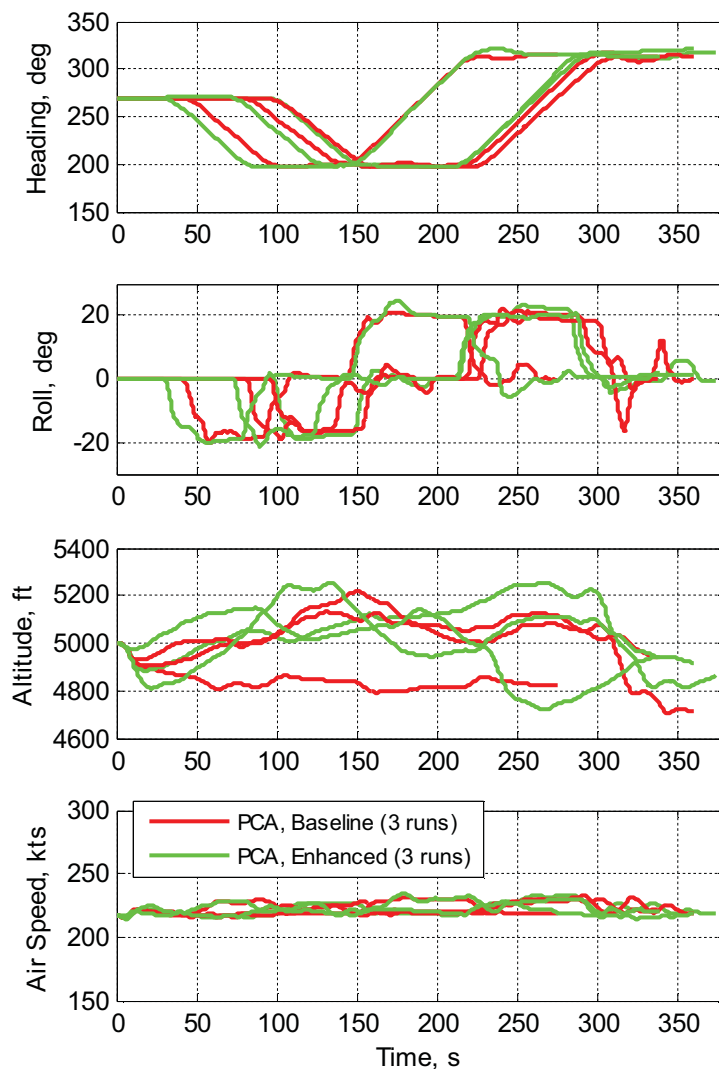 350
300
250
200
150
Heading, deg
0 50 100 150 200 250 300 350
20
0
-20
Roll, deg
0 50 100 150 200 250 300 350
5400
5200
5000
4800
4600
Altitude, ft
0 50 100 150 200 250 300 350
300
250
200
150
Air Speed, kts
PCA, Baseline (3 runs)
PCA, Enhanced (3 runs)
0 50 100 150 200 250 300 350
Time, s